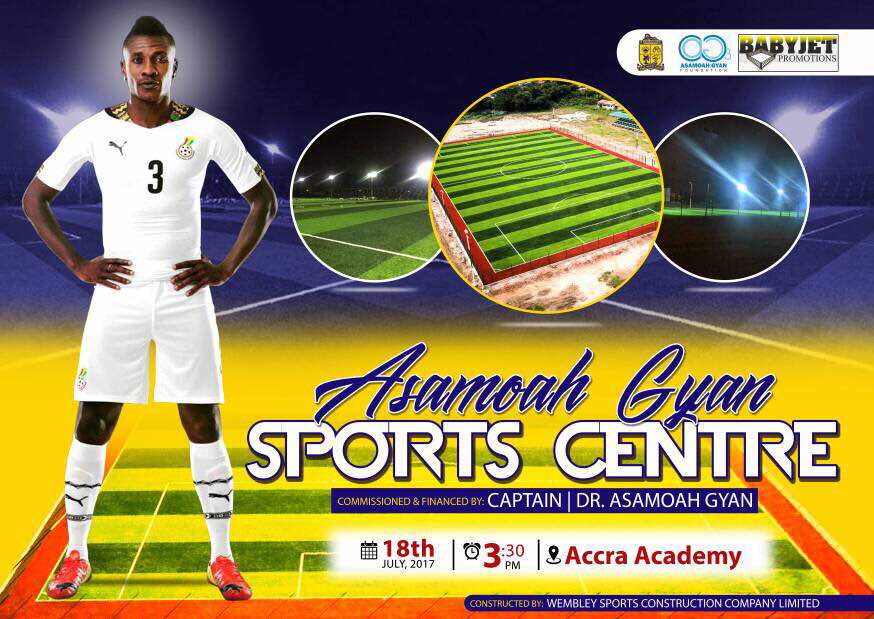 ASAMOAH GYAN
FOUNDATION
BABYJET
PROMOTIONS
3
Asamoah Gyan
SPORTS CENTRE
COMMISSIONED & FINANCED BY: CAPTAIN | DR. ASAMOAH GYAN
18th
JULY, 2017
3:30
PM
Accra Academy
CONSTRUCTED BY: WEMBLEY SPORTS CONSTRUCTION COMPANY LIMITED